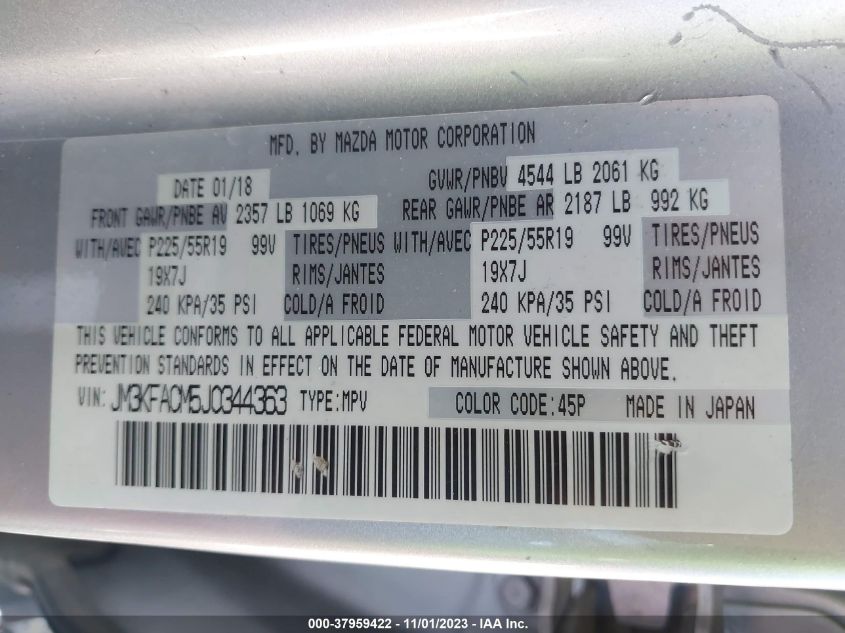 MFD. BY MAZDA MOTOR CORPORATION
DATE 01/18 GVWR/PNBV 4544 LB 2061 KG
FRONT GAWR/PNBE AV 2357 LB 1069 KG REAR GAWR/PNBE AR 2187 LB 992 KG
WITH/AVEC P225/55R19 99V TIRES/PNEUS WITH/AVEC P225/55R19 99V TIRES/PNEUS
19X7J RIMS/JANTES 19X7J RIMS/JANTES
240 KPA/35 PSI COLD/A FROID 240 KPA/35 PSI COLD/A FROID
THIS VEHICLE CONFORMS TO ALL APPLICABLE FEDERAL MOTOR VEHICLE SAFETY AND THEFT
PREVENTION STANDARDS IN EFFECT ON THE DATE OF MANUFACTURE SHOWN ABOVE.
VIN: JM3KFACM5J0344363 TYPE:MPV COLOR CODE:45P MADE IN JAPAN
000-37959422 - 11/01/2023 - IAA Inc.